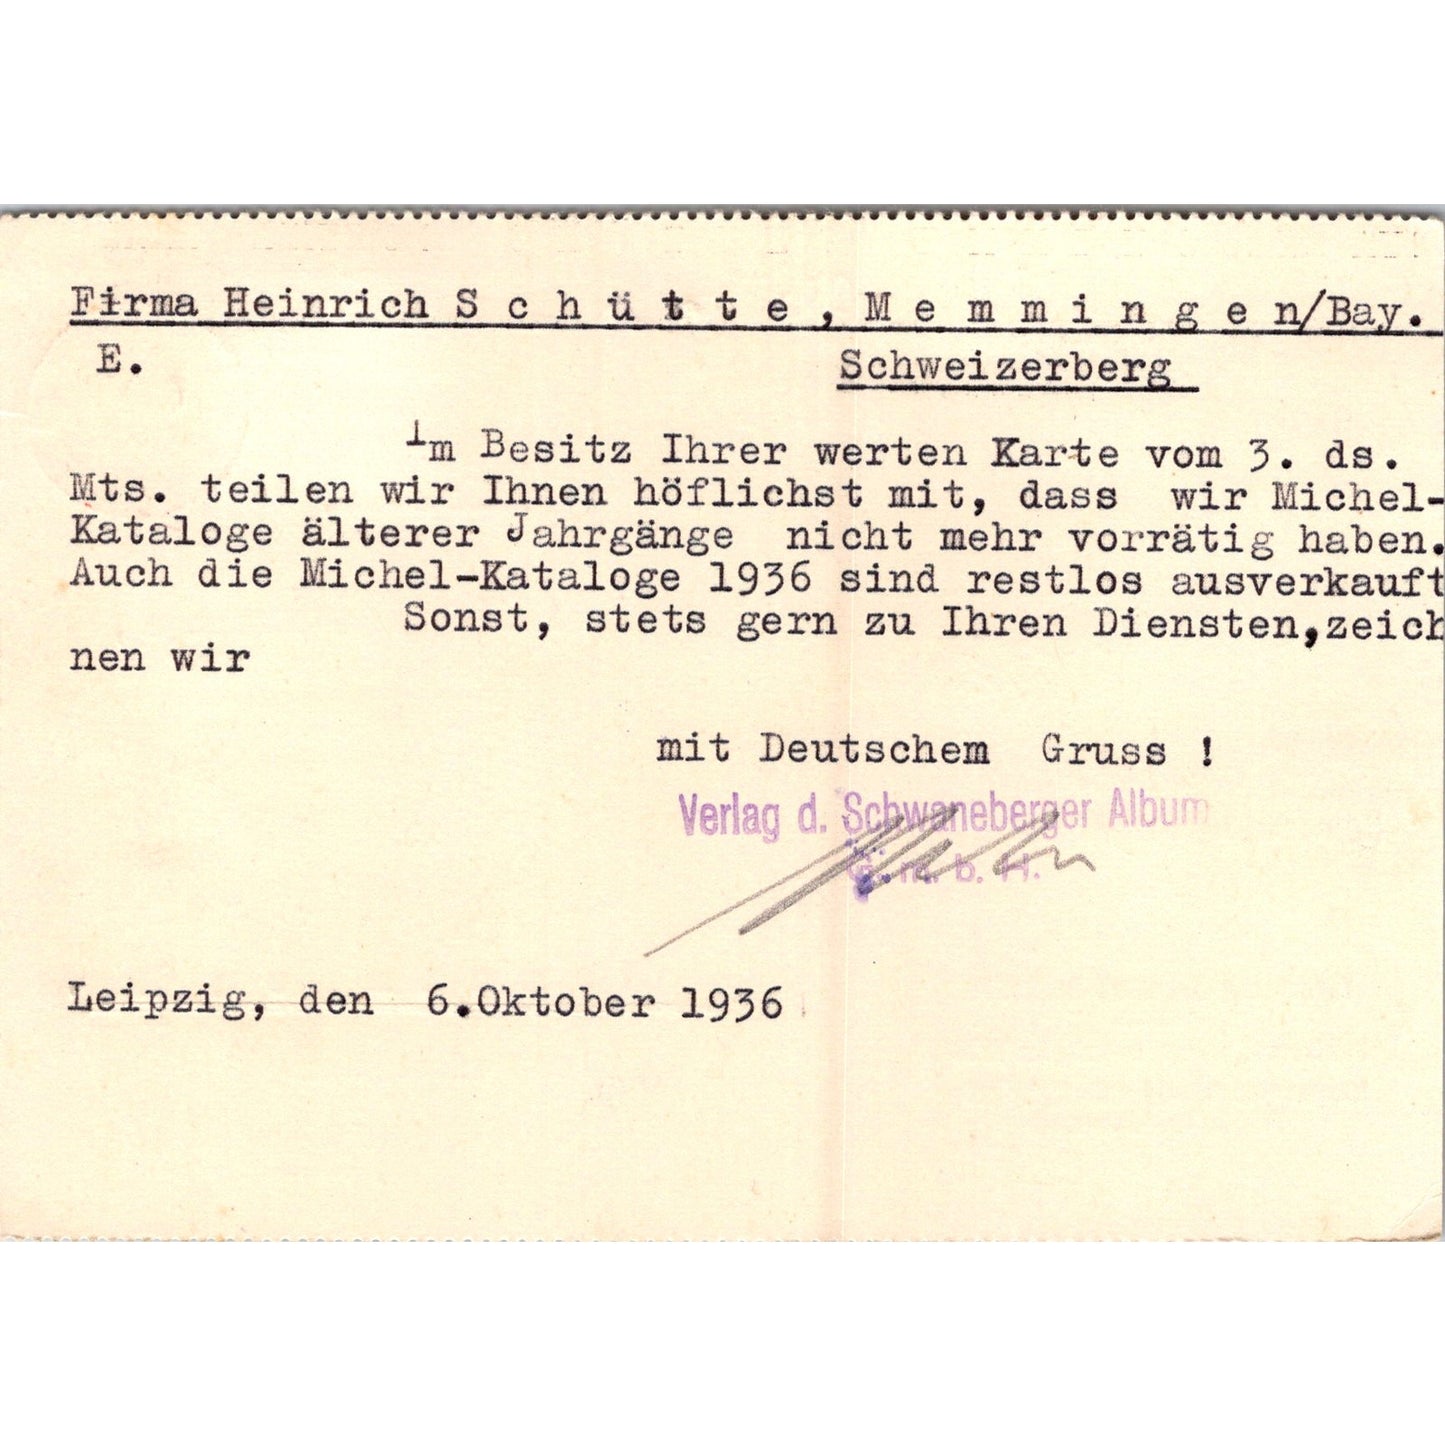 Firma Heinrich S c h ü t t e , M e m m i n g e n/Bay.
E.
Schweizerberg
Im Besitz Ihrer werten Karte vom 3. ds.
Mts. teilen wir Ihnen höflichst mit, dass wir Michel-
Kataloge älterer Jahrgänge nicht mehr vorrätig haben.
Auch die Michel-Kataloge 1936 sind restlos ausverkauft
Sonst, stets gern zu Ihren Diensten,zeich
nen wir
mit Deutschem Gruss !
Verlag d. Schwaneberger Album
G. m. b. H.
Leipzig, den 6.Oktober 1936